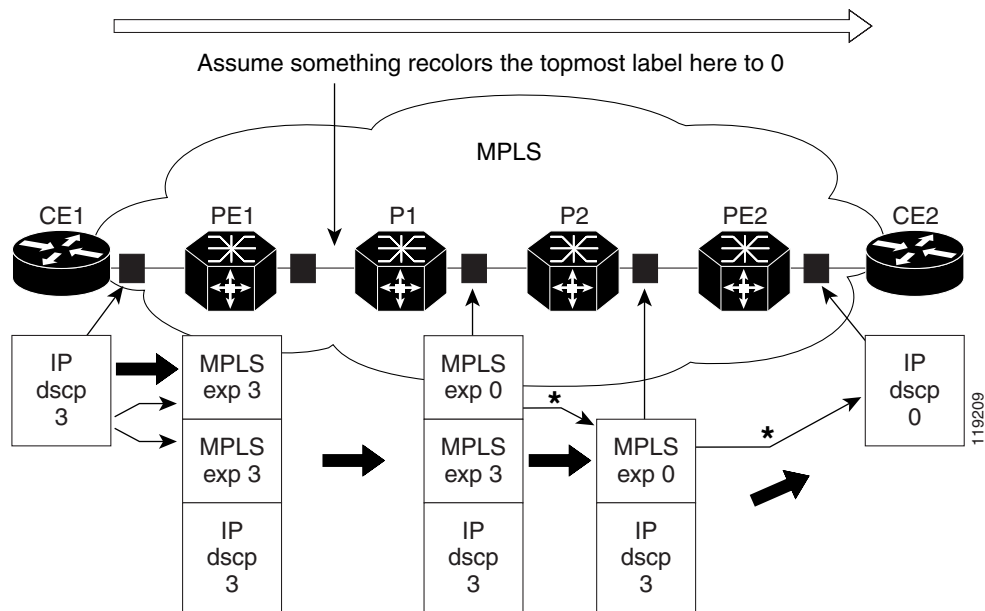 Assume something recolors the topmost label here to 0
MPLS
CE1
PE1
P1
P2
PE2
CE2
IP
dscp
3
MPLS
exp 3
MPLS
exp 3
IP
dscp
3
MPLS
exp 0
*
MPLS
exp 3
IP
dscp
3
MPLS
exp 0
*
IP
dscp
3
IP
dscp
0
119209